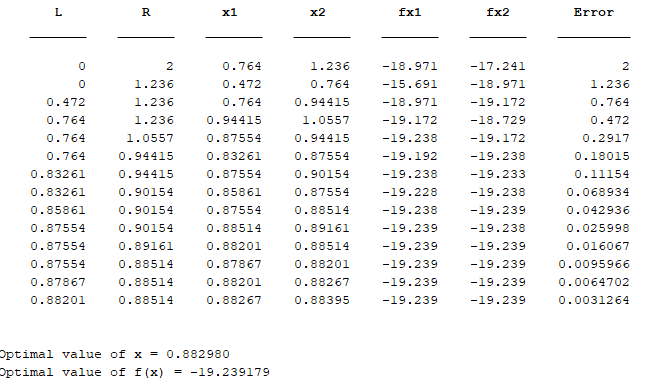 L R x1 x2 fx1 fx2 Error
0 2 0.764 1.236 -18.971 -17.241 2
0 1.236 0.472 0.764 -15.691 -18.971 1.236
0.472 1.236 0.764 0.94415 -18.971 -19.172 0.764
0.764 1.236 0.94415 1.0557 -19.172 -18.729 0.472
0.764 1.0557 0.87554 0.94415 -19.238 -19.172 0.2917
0.764 0.94415 0.83261 0.87554 -19.192 -19.238 0.18015
0.83261 0.94415 0.87554 0.90154 -19.238 -19.233 0.11154
0.83261 0.90154 0.85861 0.87554 -19.228 -19.238 0.068934
0.85861 0.90154 0.87554 0.88514 -19.238 -19.239 0.042936
0.87554 0.90154 0.88514 0.89161 -19.239 -19.238 0.025998
0.87554 0.89161 0.88201 0.88514 -19.239 -19.239 0.016067
0.87554 0.88514 0.87867 0.88201 -19.239 -19.239 0.0095966
0.87867 0.88514 0.88201 0.88267 -19.239 -19.239 0.0064702
0.88201 0.88514 0.88267 0.88395 -19.239 -19.239 0.0031264
Optimal value of x = 0.882980
Optimal value of f(x) = -19.239179